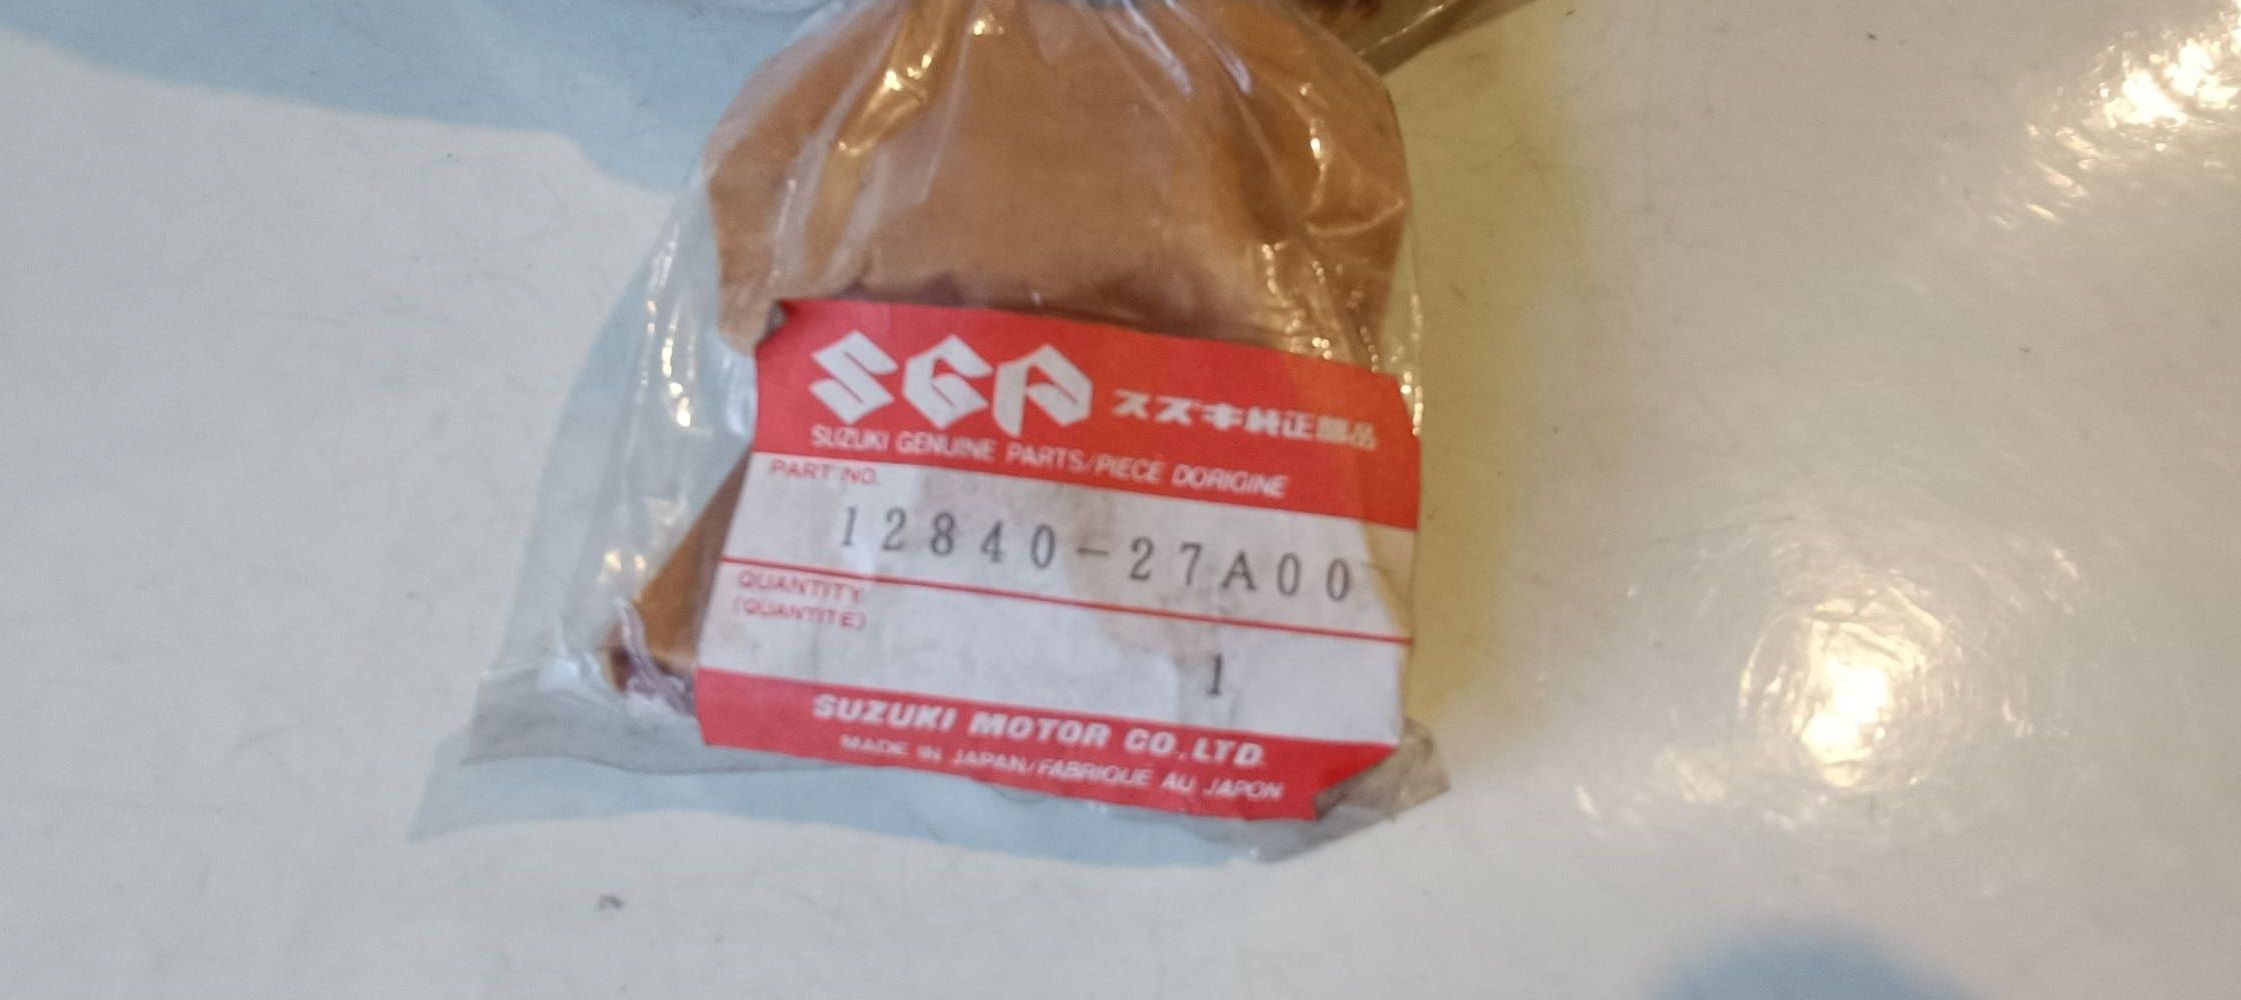 SGP スズキ純正部品
SUZUKI GENUINE PARTS/PIECE DORIGINE
PART NO.
12840-27A00
QUANTITY
(QUANTITE)
1
SUZUKI MOTOR CO.,LTD.
MADE IN JAPAN/FABRIQUE AU JAPON